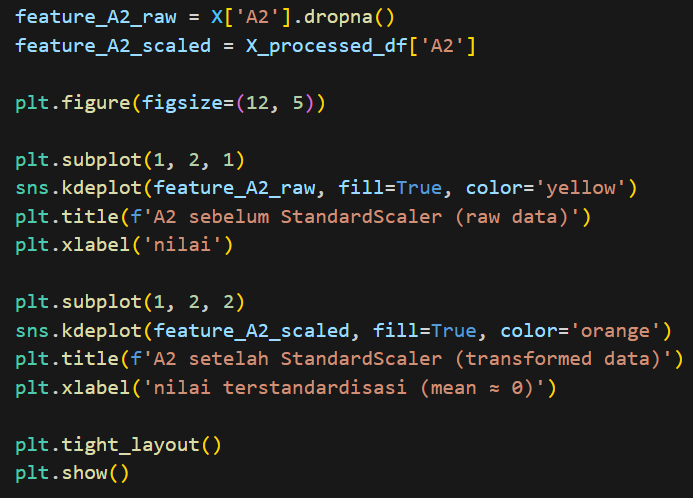 feature_A2_raw = X['A2'].dropna()
feature_A2_scaled = X_processed_df['A2']
plt.figure(figsize=(12, 5))
plt.subplot(1, 2, 1)
sns.kdeplot(feature_A2_raw, fill=True, color='yellow')
plt.title(f'A2 sebelum StandardScaler (raw data)')
plt.xlabel('nilai')
plt.subplot(1, 2, 2)
sns.kdeplot(feature_A2_scaled, fill=True, color='orange')
plt.title(f'A2 setelah StandardScaler (transformed data)')
plt.xlabel('nilai terstandardisasi (mean ≈ 0)')
plt.tight_layout()
plt.show()